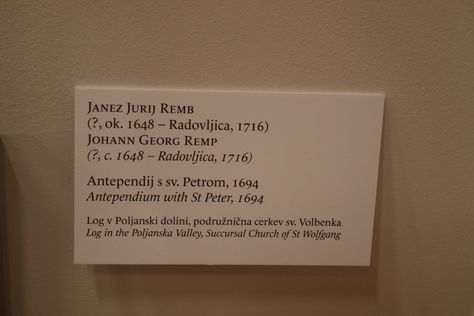 JANEZ JURIJ REMB
(?, ok. 1648 – Radovljica, 1716)
JOHANN GEORG REMP
(?, c. 1648 – Radovljica, 1716)
Antependij s sv. Petrom, 1694
Antependium with St Peter, 1694
Log v Poljanski dolini, podružnična cerkev sv. Volbenka
Log in the Poljanska Valley, Succursal Church of St Wolfgang